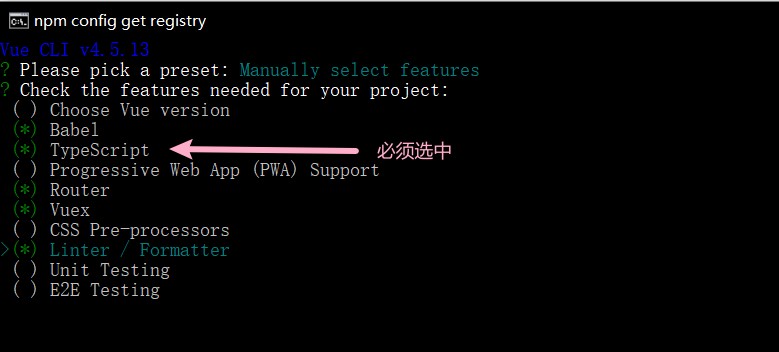 npm config get registry
Vue CLI v4.5.13
? Please pick a preset: Manually select features
? Check the features needed for your project:
( ) Choose Vue version
(*) Babel
(*) TypeScript 必须选中
( ) Progressive Web App (PWA) Support
(*) Router
(*) Vuex
( ) CSS Pre-processors
>(*) Linter / Formatter
( ) Unit Testing
( ) E2E Testing